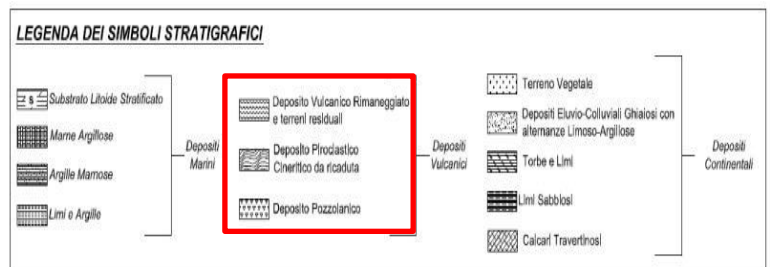 LEGENDA DEI SIMBOLI STRATIGRAFICI
s Substrato Litoide Stratificato
Marne Argillose
Argille Marnose
Limi e Argille
Depositi
Marini
Deposito Vulcanico Rimaneggiato
e terreni residuali
Deposito Piroclastico
Cineritico da ricaduta
Deposito Pozzolanico
Depositi
Vulcanici
Terreno Vegetale
Depositi Eluvio-Colluviali Ghiaiosi con
alternanze Limoso-Argillose
Torbe e Limi
Limi Sabbiosi
Calcari Travertinosi
Depositi
Continentali